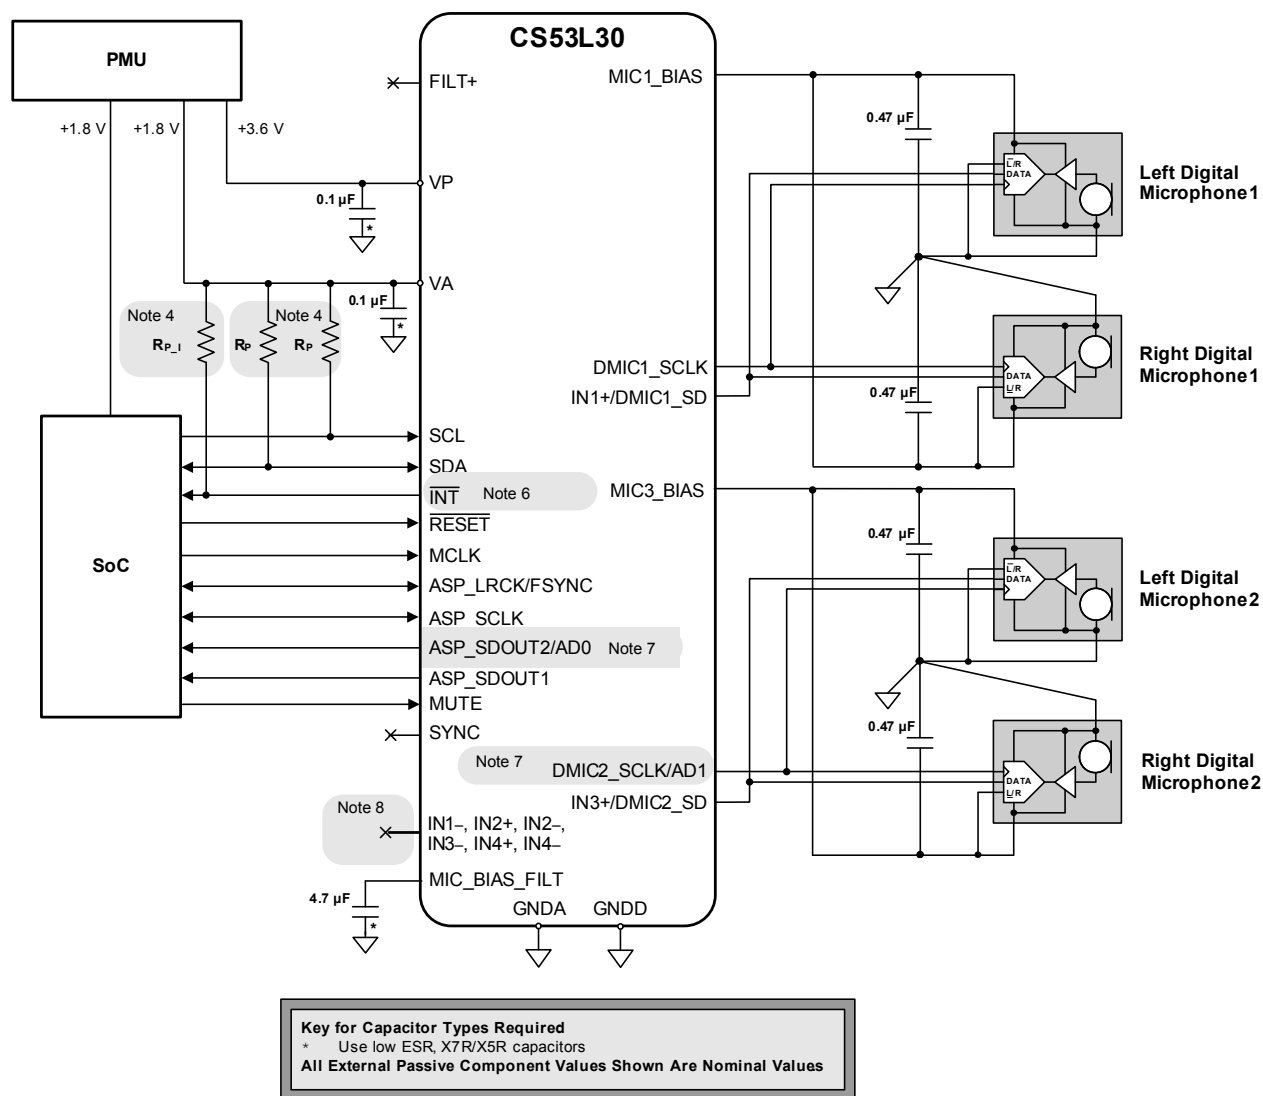 CS53L30
PMU
FILT+
MIC1_BIAS
+1.8 V
+1.8 V
+3.6 V
0.47 µF
L/R
DATA
Left Digital
Microphone1
VP
0.1 µF
*
VA
0.1 µF
*
Note 4
Note 4
RP_I
RP
RP
DMIC1_SCLK
IN1+/DMIC1_SD
0.47 µF
DATA
L/R
Right Digital
Microphone1
SCL
SDA
INT
Note 6
MIC3_BIAS
RESET
0.47 µF
MCLK
SoC
ASP_LRCK/FSYNC
L/R
DATA
Left Digital
Microphone2
ASP_SCLK
ASP_SDOUT2/AD0
Note 7
ASP_SDOUT1
MUTE
SYNC
0.47 µF
Note 7
DMIC2_SCLK/AD1
IN3+/DMIC2_SD
DATA
L/R
Right Digital
Microphone2
Note 8
IN1–, IN2+, IN2–,
IN3–, IN4+, IN4–
MIC_BIAS_FILT
4.7 µF
*
GNDA
GNDD
Key for Capacitor Types Required
* Use low ESR, X7R/X5R capacitors
All External Passive Component Values Shown Are Nominal Values